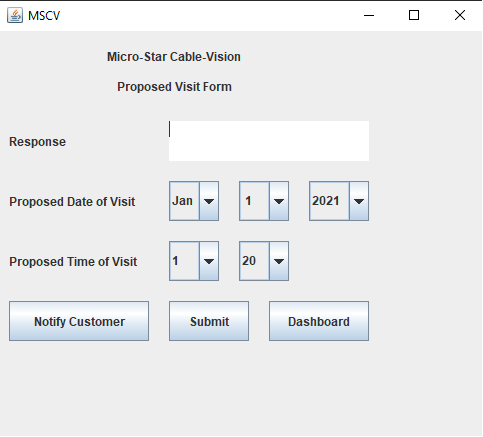 MSCV
Micro-Star Cable-Vision
Proposed Visit Form
Response
Proposed Date of Visit Jan 1 2021
Proposed Time of Visit 1 20
Notify Customer Submit Dashboard